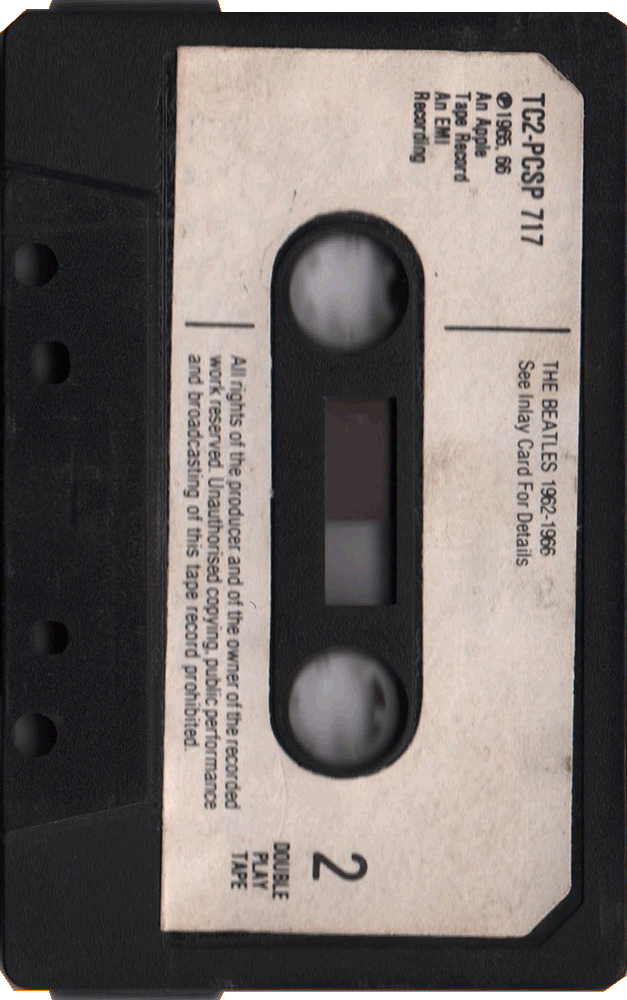 TC2-PCSP 717
℗1965, 66
An Apple
Tape Record
An EMI
Recording
THE BEATLES 1962-1966
See Inlay Card For Details
All rights of the producer and of the owner of the recorded
work reserved. Unauthorised copying, public performance
and broadcasting of this tape record prohibited.
2
DOUBLE
PLAY
TAPE